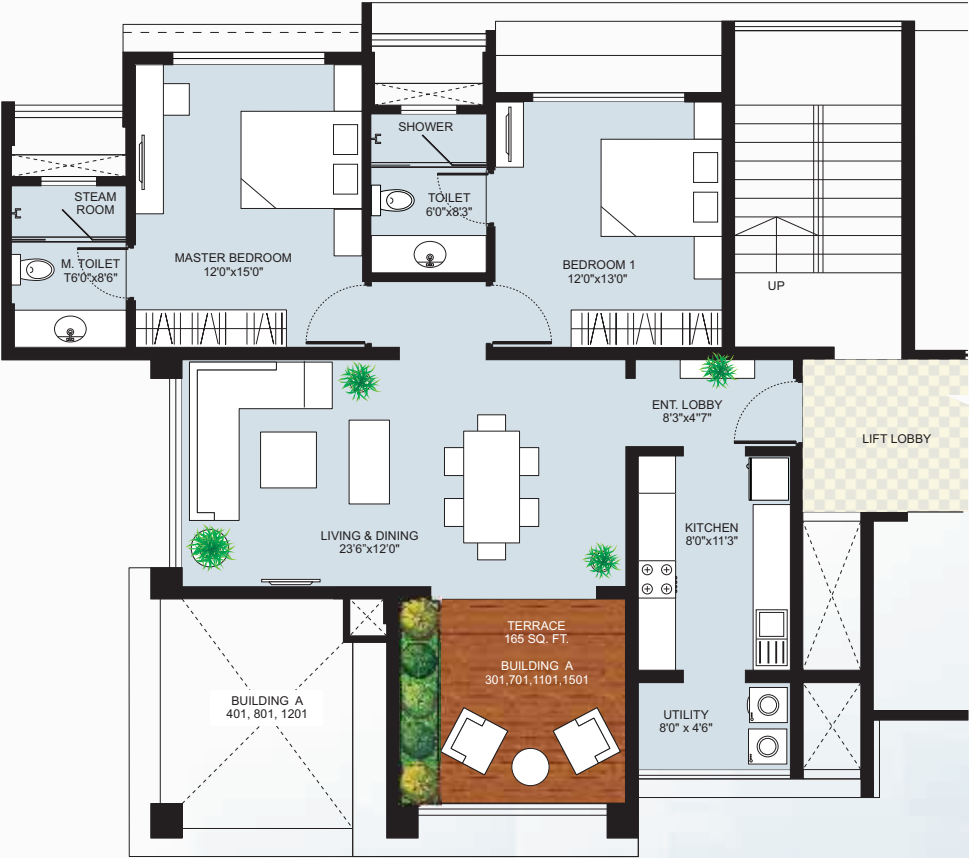 SHOWER
STEAM
ROOM
TOILET
6'0"x8'3"
M. TOILET
T6'0"x8'6"
MASTER BEDROOM
12'0"x15'0"
BEDROOM 1
12'0"x13'0"
UP
ENT. LOBBY
8'3"x4"7'
LIFT LOBBY
LIVING & DINING
23'6"x12'0"
KITCHEN
8'0"x11'3"
TERRACE
165 SQ. FT.
BUILDING A
301,701,1101,1501
BUILDING A
401, 801, 1201
UTILITY
8'0" x 4'6"